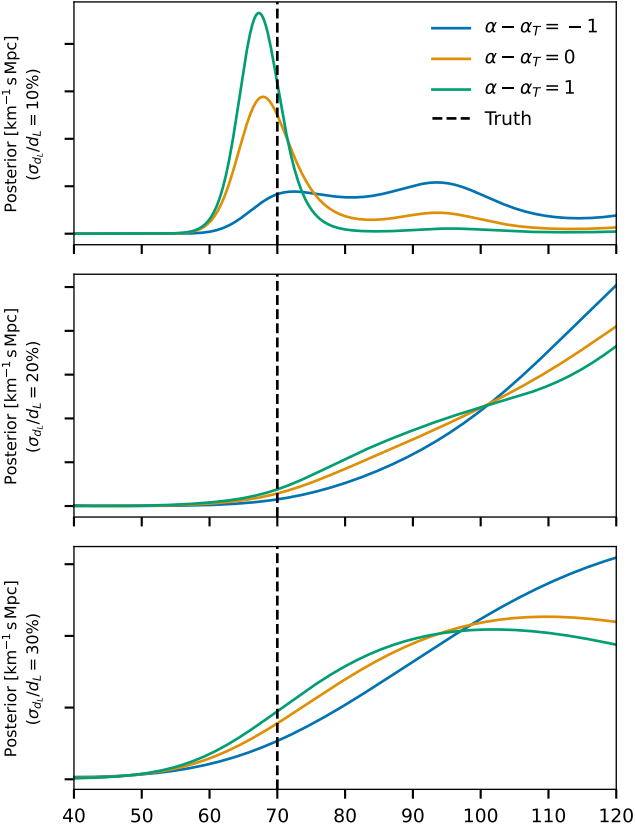 Posterior [km⁻¹ s Mpc]
(σ_{d_L}/d_L = 10%)
α − α_T = −1
α − α_T = 0
α − α_T = 1
Truth
Posterior [km⁻¹ s Mpc]
(σ_{d_L}/d_L = 20%)
Posterior [km⁻¹ s Mpc]
(σ_{d_L}/d_L = 30%)
40 50 60 70 80 90 100 110 120